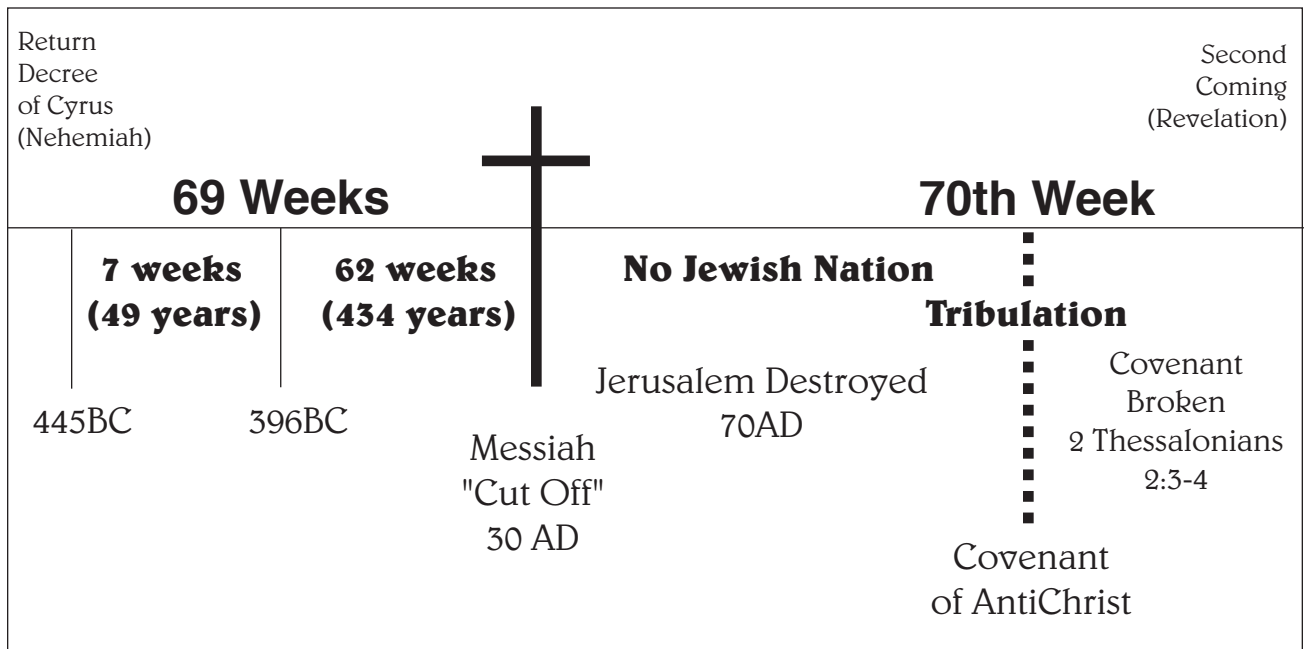 Return
Decree
of Cyrus
(Nehemiah)
Second
Coming
(Revelation)
69 Weeks
70th Week
7 weeks
(49 years)
62 weeks
(434 years)
No Jewish Nation
Tribulation
445BC
396BC
Messiah
"Cut Off"
30 AD
Jerusalem Destroyed
70AD
Covenant
Broken
2 Thessalonians
2:3-4
Covenant
of AntiChrist